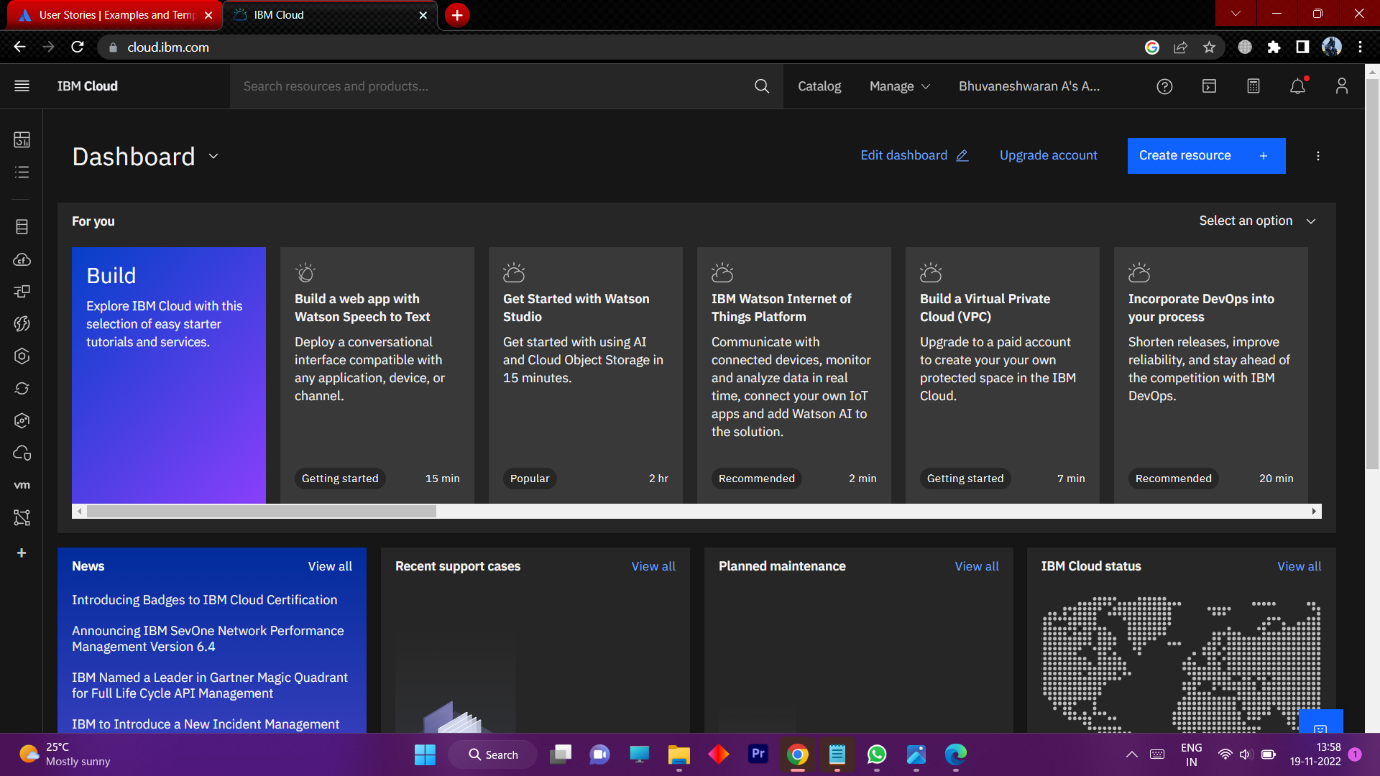 User Stories | Examples and Temp
IBM Cloud
cloud.ibm.com
IBM Cloud
Search resources and products...
Catalog
Manage
Bhuvaneshwaran A's A...
Dashboard
Edit dashboard
Upgrade account
Create resource +
For you
Select an option
Build
Explore IBM Cloud with this
selection of easy starter
tutorials and services.
Build a web app with
Watson Speech to Text
Deploy a conversational
interface compatible with
any application, device, or
channel.
Getting started
15 min
Get Started with Watson
Studio
Get started with using AI
and Cloud Object Storage in
15 minutes.
Popular
2 hr
IBM Watson Internet of
Things Platform
Communicate with
connected devices, monitor
and analyze data in real
time, connect your own IoT
apps and add Watson AI to
the solution.
Recommended
2 min
Build a Virtual Private
Cloud (VPC)
Upgrade to a paid account
to create your your own
protected space in the IBM
Cloud.
Getting started
7 min
Incorporate DevOps into
your process
Shorten releases, improve
reliability, and stay ahead of
the competition with IBM
DevOps.
Recommended
20 min
vm
News
View all
Introducing Badges to IBM Cloud Certification
Announcing IBM SevOne Network Performance
Management Version 6.4
IBM Named a Leader in Gartner Magic Quadrant
for Full Life Cycle API Management
IBM to Introduce a New Incident Management
Recent support cases
View all
Planned maintenance
View all
IBM Cloud status
View all
25°C
Mostly sunny
Search
Pr
ENG
IN
13:58
19-11-2022
1